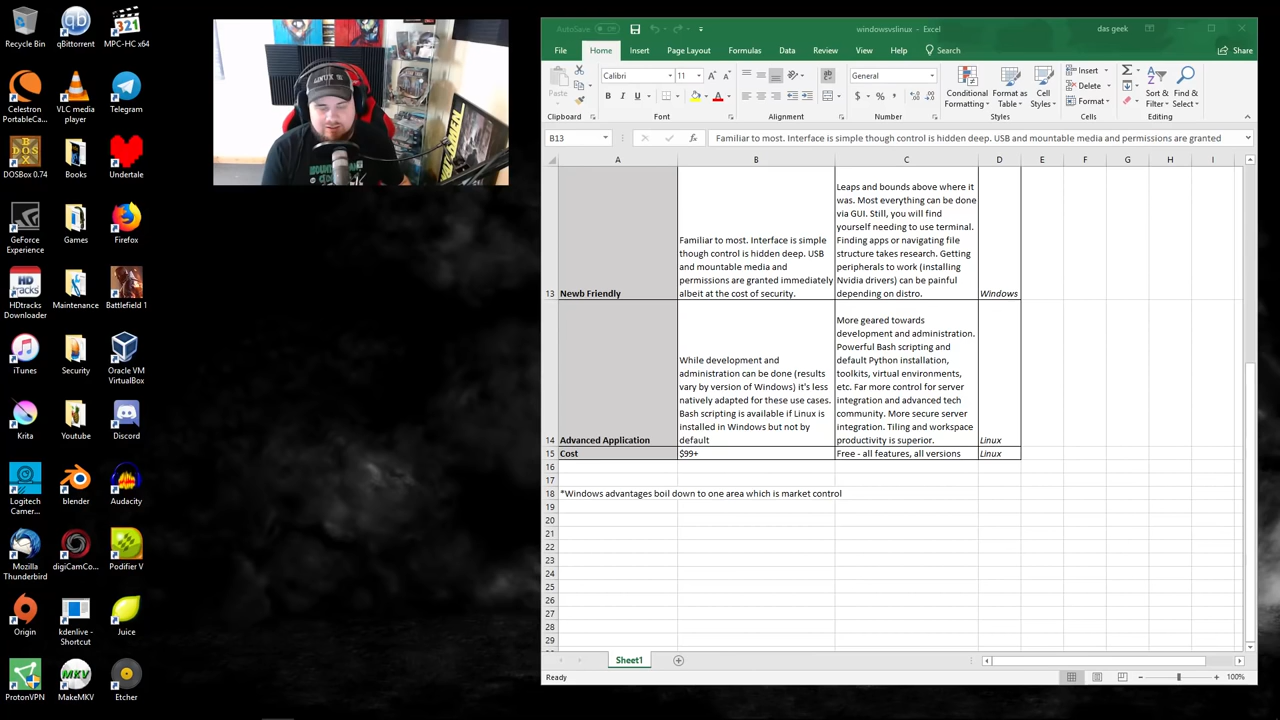 Recycle Bin
qBittorrent
MPC-HC x64
Celestron
PortableCa...
VLC media
player
Telegram
DOSBox 0.74
Books
Undertale
GeForce
Experience
Games
Firefox
HDtracks
Downloader
Maintenance
Battlefield 1
iTunes
Security
Oracle VM
VirtualBox
Krita
Youtube
Discord
Logitech
Camer...
blender
Audacity
Mozilla
Thunderbird
digiCamCo...
Podifier V
Origin
kdenlive -
Shortcut
Juice
ProtonVPN
MakeMKV
Etcher
AutoSave Off
windowsvslinux - Excel
das geek
File Home Insert Page Layout Formulas Data Review View Help Search Share
Paste
Clipboard
Calibri 11
B I U
Font
Alignment
General
$ % ,
Number
Conditional
Formatting
Format as
Table
Cell
Styles
Styles
Insert
Delete
Format
Cells
Sort &
Filter
Find &
Select
Editing
B13 fx Familiar to most. Interface is simple though control is hidden deep. USB and mountable media and permissions are granted
A B C D E F G H I
13
Newb Friendly
Familiar to most. Interface is simple
though control is hidden deep. USB
and mountable media and
permissions are granted immediately
albeit at the cost of security.
Leaps and bounds above where it
was. Most everything can be done
via GUI. Still, you will find
yourself needing to use terminal.
Finding apps or navigating file
structure takes research. Getting
peripherals to work (installing
Nvidia drivers) can be painful
depending on distro.
Windows
14
Advanced Application
While development and
administration can be done (results
vary by version of Windows) it's less
natively adapted for these use cases.
Bash scripting is available if Linux is
installed in Windows but not by
default
More geared towards
development and administration.
Powerful Bash scripting and
default Python installation,
toolkits, virtual environments,
etc. Far more control for server
integration and advanced tech
community. More secure server
integration. Tiling and workspace
productivity is superior.
Linux
15 Cost $99+ Free - all features, all versions Linux
16
17
18 *Windows advantages boil down to one area which is market control
19
20
21
22
23
24
25
26
27
28
29
Sheet1
Ready
100%